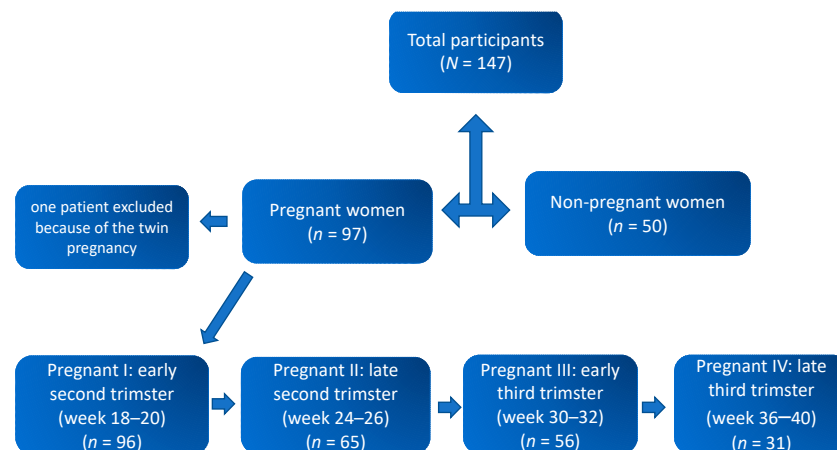 Total participants
(N = 147)
Pregnant women
(n = 97)
Non-pregnant women
(n = 50)
one patient excluded
because of the twin
pregnancy
Pregnant I: early
second trimster
(week 18–20)
(n = 96)
Pregnant II: late
second trimster
(week 24–26)
(n = 65)
Pregnant III: early
third trimster
(week 30–32)
(n = 56)
Pregnant IV: late
third trimster
(week 36–40)
(n = 31)